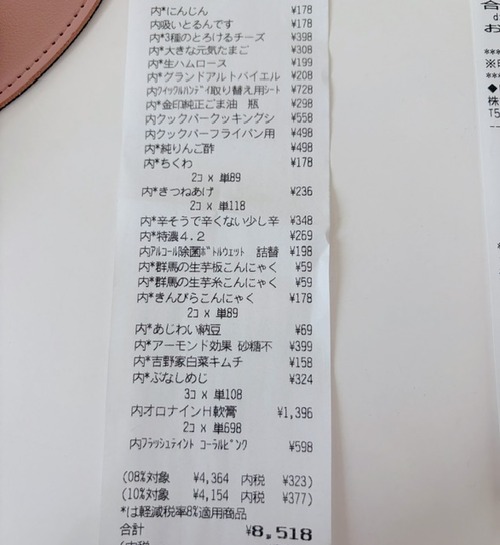 内*にんじん ¥178
内吸いとるんです ¥178
内*3種のとろけるチーズ ¥398
内*大きな元気たまご ¥308
内*生ハムロース ¥199
内*グランドアルトバイエル ¥208
内ｸｲｯｸﾙﾊﾝﾃﾞｨ取り替え用ｼｰﾄ ¥728
内*金印純正ごま油 瓶 ¥298
内クックパークッキングシ ¥558
内クックパーフライパン用 ¥498
内*純りんご酢 ¥498
内*ちくわ ¥178
2コ × 単89
内*きつねあげ ¥236
2コ × 単118
内*辛そうで辛くない少し辛 ¥348
内*特濃4.2 ¥269
内ｱﾙｺｰﾙ除菌ﾎﾞﾄﾙｳｪｯﾄ 詰替 ¥198
内*群馬の生芋板こんにゃく ¥59
内*群馬の生芋糸こんにゃく ¥59
内*きんぴらこんにゃく ¥178
2コ × 単89
内*あじわい納豆 ¥69
内*アーモンド効果 砂糖不 ¥399
内*吉野家白菜キムチ ¥158
内*ぶなしめじ ¥324
3コ × 単108
内オロナインH軟膏 ¥1,396
2コ × 単698
内ﾌﾗｯｼｭﾃｨﾝﾄ ｺｰﾗﾙﾋﾟﾝｸ ¥598
(08%対象 ¥4,364 内税 ¥323)
(10%対象 ¥4,154 内税 ¥377)
*は軽減税率8%適用商品
合計 ¥8,518